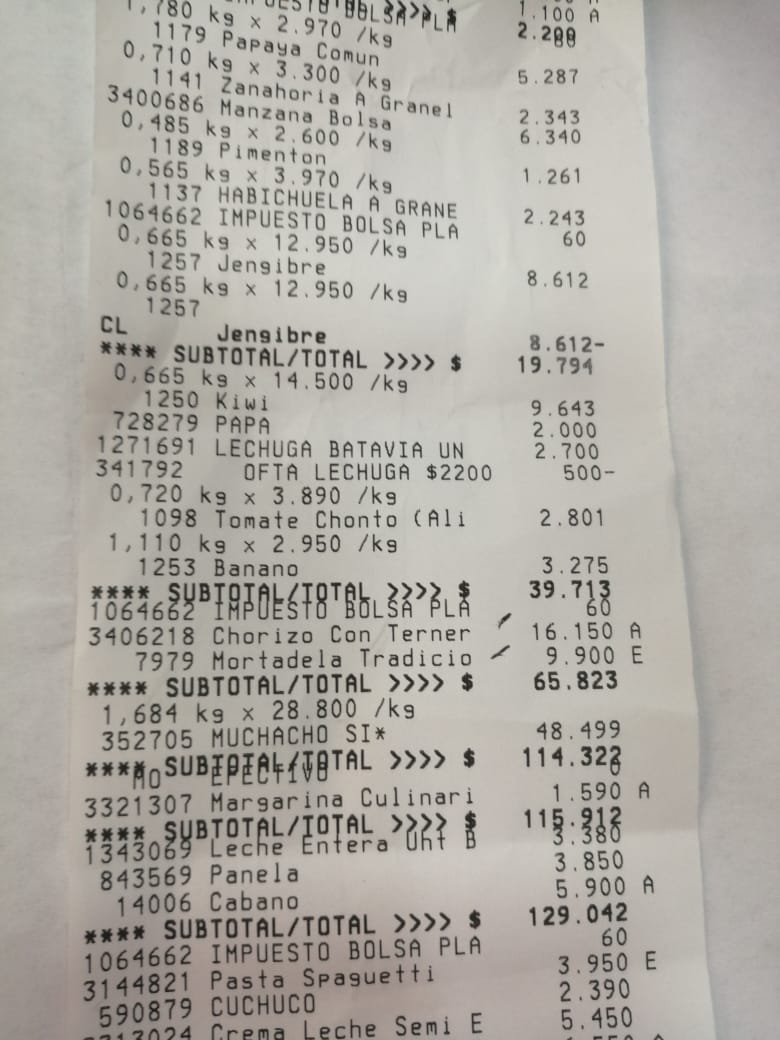 IMPUESTO BOLSA PLA
1.100 A
**** SUBTOTAL/TOTAL >>>> $ 2.200
1,780 kg x 2.970 /kg
1179 Papaya Comun 5.287
0,710 kg x 3.300 /kg
1141 Zanahoria A Granel 2.343
3400686 Manzana Bolsa 6.340
0,485 kg x 2.600 /kg
1189 Pimenton 1.261
0,565 kg x 3.970 /kg
1137 HABICHUELA A GRANE 2.243
1064662 IMPUESTO BOLSA PLA 60
0,665 kg x 12.950 /kg
1257 Jengibre 8.612
0,665 kg x 12.950 /kg
1257
CL Jengibre 8.612-
**** SUBTOTAL/TOTAL >>>> $ 19.794
0,665 kg x 14.500 /kg
1250 Kiwi 9.643
728279 PAPA 2.000
1271691 LECHUGA BATAVIA UN 2.700
341792 OFTA LECHUGA $2200 500-
0,720 kg x 3.890 /kg
1098 Tomate Chonto (Ali 2.801
1,110 kg x 2.950 /kg
1253 Banano 3.275
**** SUBTOTAL/TOTAL >>>> $ 39.713
1064662 IMPUESTO BOLSA PLA 60
3406218 Chorizo Con Terner 16.150 A
7979 Mortadela Tradicio 9.900 E
**** SUBTOTAL/TOTAL >>>> $ 65.823
1,684 kg x 28.800 /kg
352705 MUCHACHO SI* 48.499
**** SUBTOTAL/TOTAL >>>> $ 114.322
MO EFECTIVO 0
3321307 Margarina Culinari 1.590 A
**** SUBTOTAL/TOTAL >>>> $ 115.912
1343069 Leche Entera Uht B 3.380
843569 Panela 3.850
14006 Cabano 5.900 A
**** SUBTOTAL/TOTAL >>>> $ 129.042
1064662 IMPUESTO BOLSA PLA 60
3144821 Pasta Spaguetti 3.950 E
590879 CUCHUCO 2.390
Crema Leche Semi E 5.450